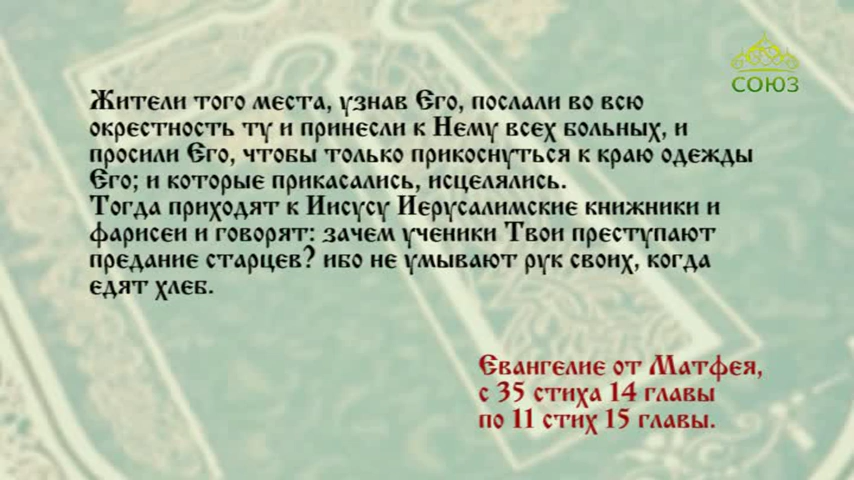 СОЮЗ
Жители того места, узнав Его, послали во всю
окрестность ту и принесли к Нему всех больных, и
просили Его, чтобы только прикоснуться к краю одежды
Его; и которые прикасались, исцелялись.
Тогда приходят к Иисусу Иерусалимские книжники и
фарисеи и говорят: зачем ученики Твои преступают
предание старцев? ибо не умывают рук своих, когда
едят хлеб.
Евангелие от Матфея,
с 35 стиха 14 главы
по 11 стих 15 главы.